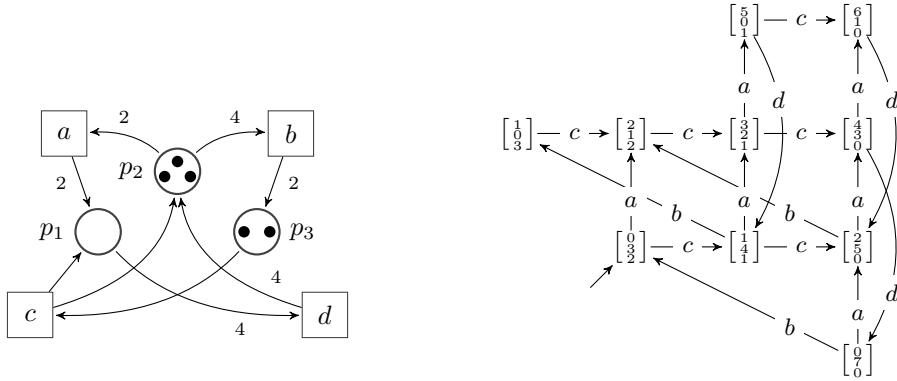 a
b
c
d
p₁
p₂
p₃
2
4
2
2
4
4
[5 0 1] c [6 1 0]
a d a d
[1 0 3] c [2 1 2] c [3 2 1] c [4 3 0]
a b a b a d
[0 3 2] c [1 4 1] c [2 5 0]
b a
[0 7 0]